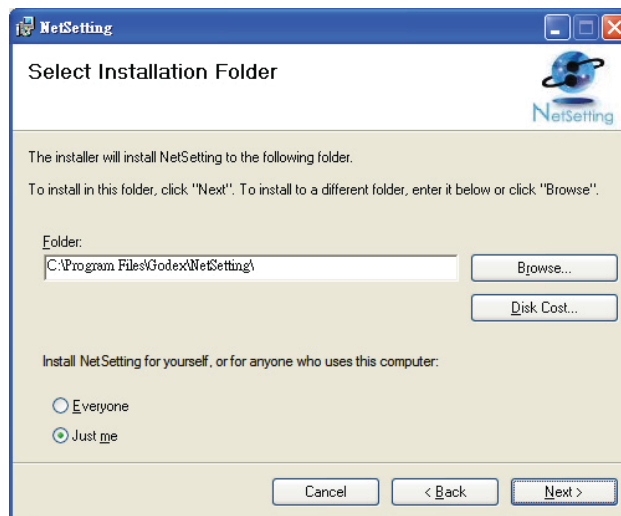 NetSetting
Select Installation Folder
NetSetting
The installer will install NetSetting to the following folder.
To install in this folder, click "Next". To install to a different folder, enter it below or click "Browse".
Folder:
C:\Program Files\Godex\NetSetting\
Browse...
Disk Cost...
Install NetSetting for yourself, or for anyone who uses this computer:
Everyone
Just me
Cancel
< Back
Next >